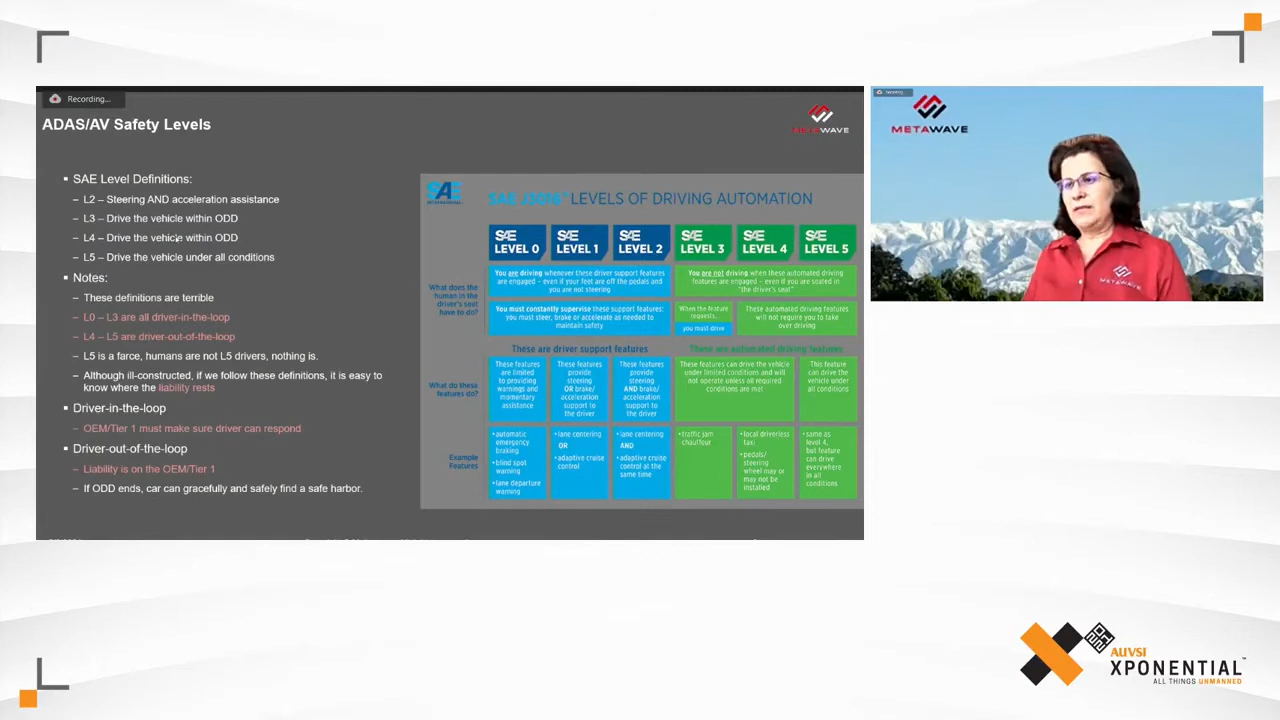 Recording...
ADAS/AV Safety Levels
METAWAVE
SAE Level Definitions:
– L2 – Steering AND acceleration assistance
– L3 – Drive the vehicle within ODD
– L4 – Drive the vehicle within ODD
– L5 – Drive the vehicle under all conditions
Notes:
– These definitions are terrible
– L0 – L3 are all driver-in-the-loop
– L4 – L5 are driver-out-of-the-loop
– L5 is a farce, humans are not L5 drivers, nothing is.
– Although ill-constructed, if we follow these definitions, it is easy to
know where the liability rests
Driver-in-the-loop
– OEM/Tier 1 must make sure driver can respond
Driver-out-of-the-loop
– Liability is on the OEM/Tier 1
– If ODD ends, car can gracefully and safely find a safe harbor.
SAE
INTERNATIONAL
SAE J3016™ LEVELS OF DRIVING AUTOMATION
SAE
LEVEL 0
SAE
LEVEL 1
SAE
LEVEL 2
SAE
LEVEL 3
SAE
LEVEL 4
SAE
LEVEL 5
What does the
human in the
driver's seat
have to do?
You are driving whenever these driver support features
are engaged – even if your feet are off the pedals and
you are not steering
You are not driving when these automated driving
features are engaged – even if you are seated in
"the driver's seat"
You must constantly supervise these support features:
you must steer, brake or accelerate as needed to
maintain safety
When the feature
requests,
you must drive
These automated driving features
will not require you to take
over driving
These are driver support features
These are automated driving features
What do these
features do?
These features
are limited
to providing
warnings and
momentary
assistance
These features
provide
steering
OR brake/
acceleration
support to
the driver
These features
provide
steering
AND brake/
acceleration
support to
the driver
These features can drive the vehicle
under limited conditions and will
not operate unless all required
conditions are met
This feature
can drive the
vehicle under
all conditions
Example
Features
• automatic
emergency
braking
• blind spot
warning
• lane departure
warning
• lane centering
OR
• adaptive cruise
control
• lane centering
AND
• adaptive cruise
control at the
same time
• traffic jam
chauffeur
• local driverless
taxi
• pedals/
steering
wheel may or
may not be
installed
• same as
level 4,
but feature
can drive
everywhere
in all
conditions
METAWAVE
METAWAVE
AUVSI
XPONENTIAL™
ALL THINGS UNMANNED